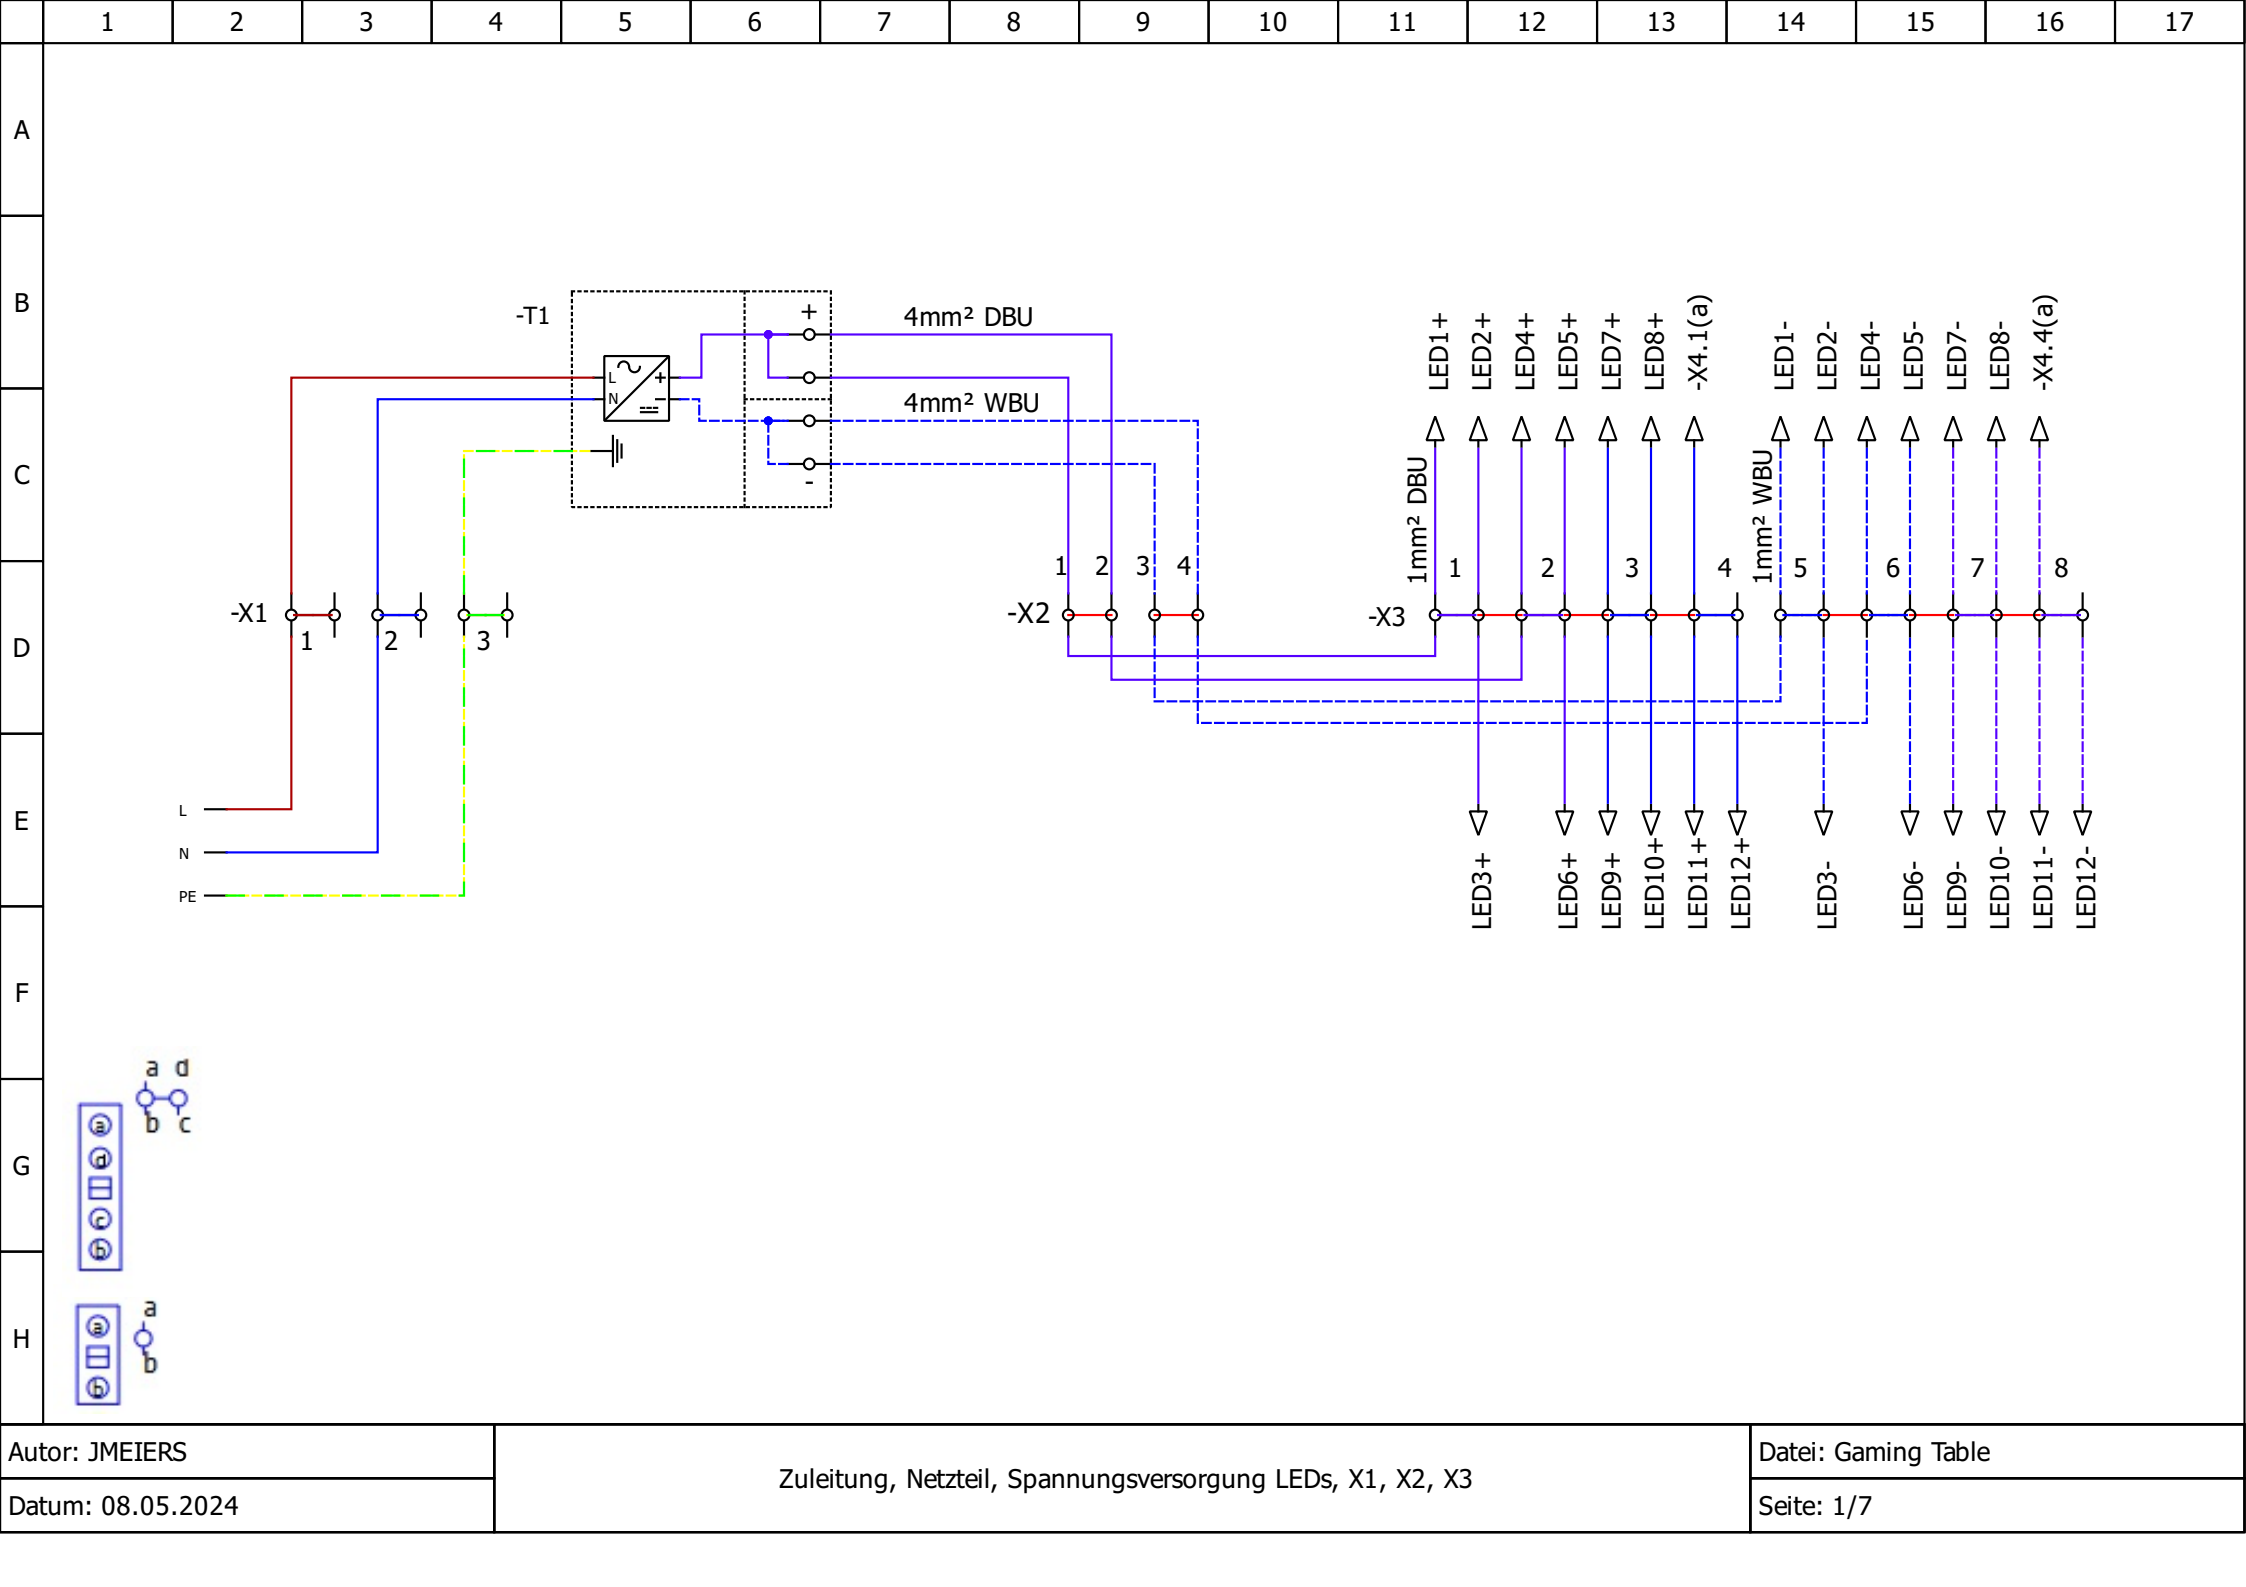 1 2 3 4 5 6 7 8 9 10 11 12 13 14 15 16 17
A
B
C
D
E
F
G
H
-T1
+
-
L
N
+
4mm² DBU
4mm² WBU
-X1
1 2 3
L
N
PE
-X2
1 2 3 4
-X3
1 2 3 4 5 6 7 8
1mm² DBU
1mm² WBU
LED1+
LED2+
LED4+
LED5+
LED7+
LED8+
-X4.1(a)
LED1-
LED2-
LED4-
LED5-
LED7-
LED8-
-X4.4(a)
LED3+
LED6+
LED9+
LED10+
LED11+
LED12+
LED3-
LED6-
LED9-
LED10-
LED11-
LED12-
a d
b c
a
d
c
b
a
b
a
b
Autor: JMEIERS
Datum: 08.05.2024
Zuleitung, Netzteil, Spannungsversorgung LEDs, X1, X2, X3
Datei: Gaming Table
Seite: 1/7